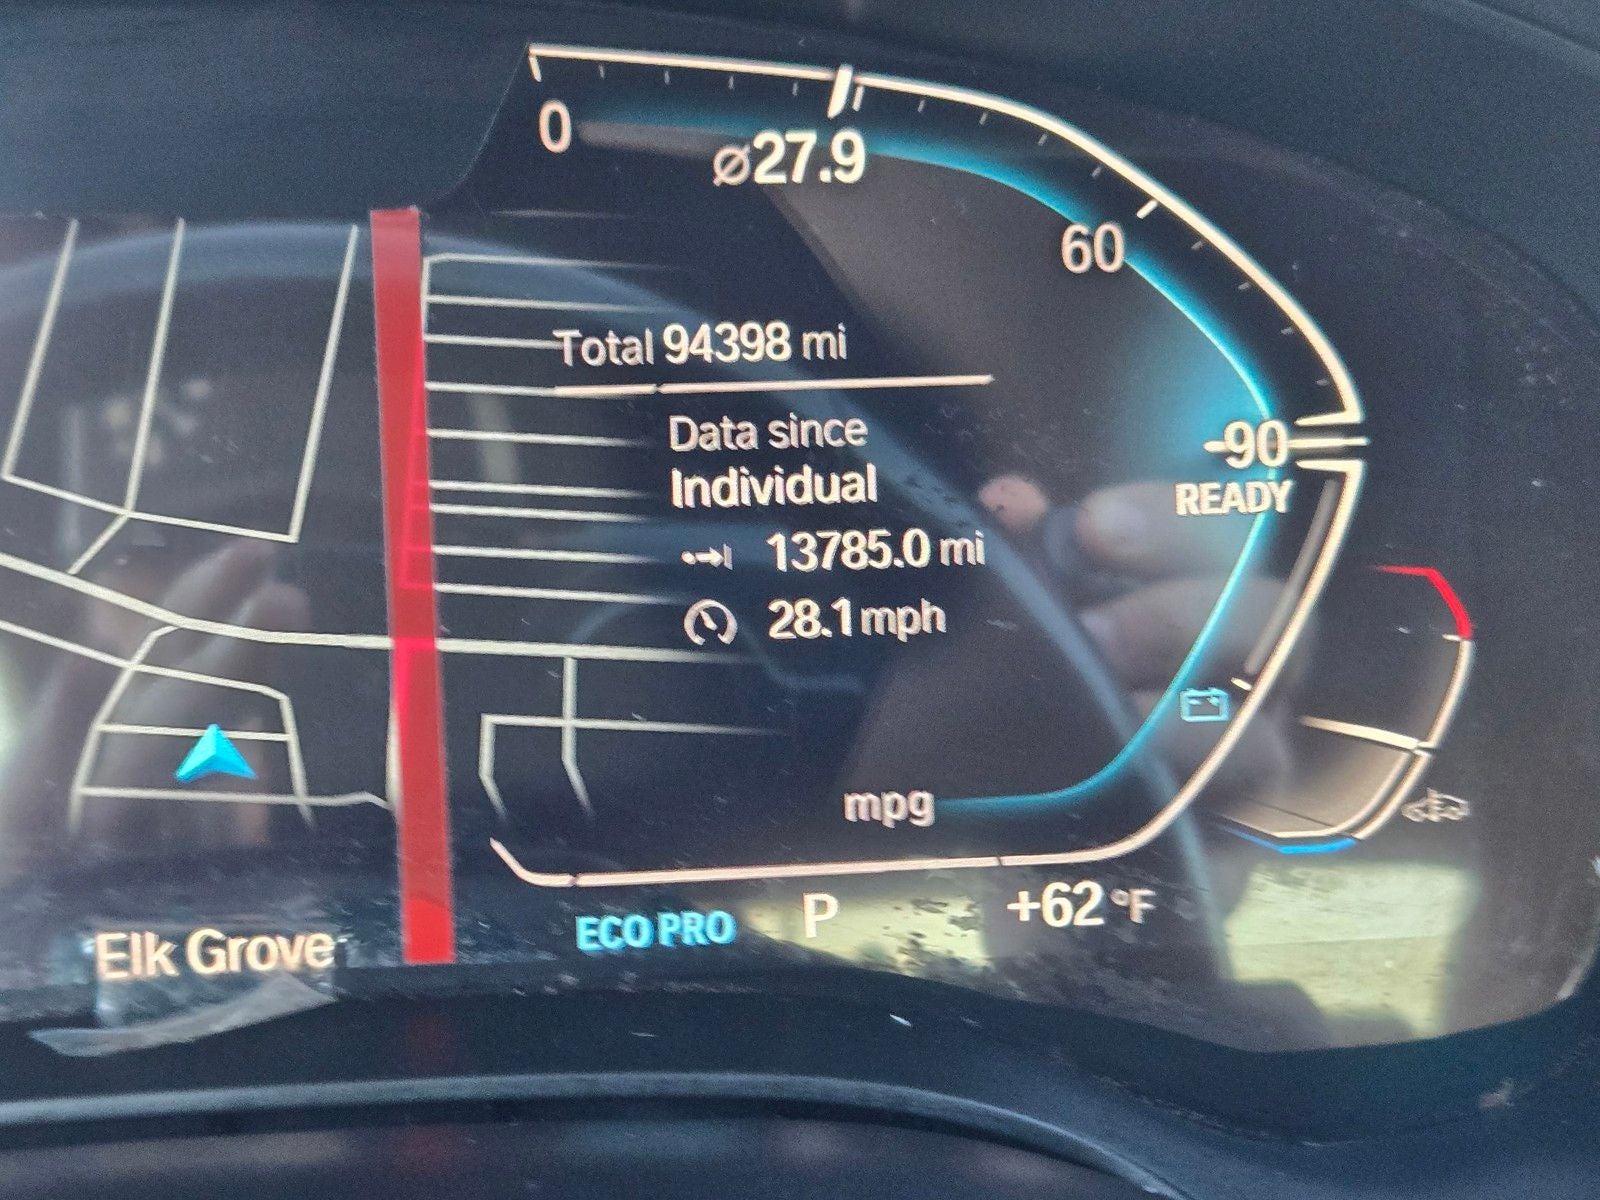 0
⌀27.9
60
Total 94398 mi
Data since
Individual
-90
READY
13785.0 mi
28.1 mph
mpg
ECO PRO P +62 °F
Elk Grove